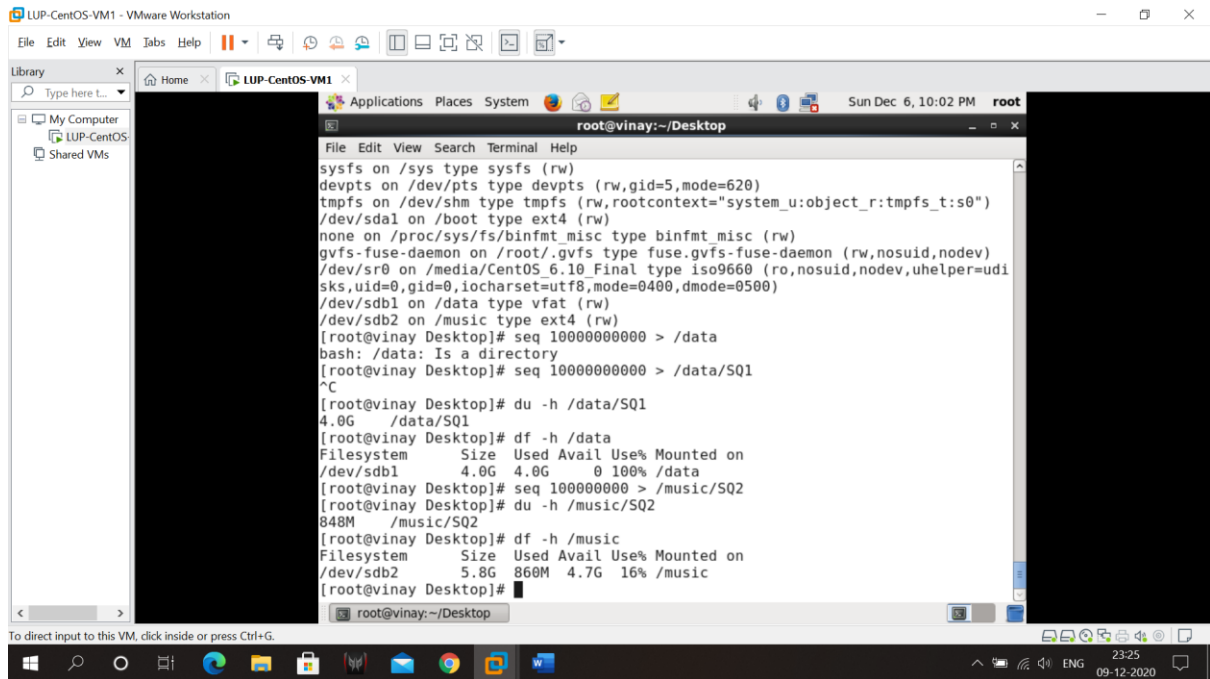 LUP-CentOS-VM1 - VMware Workstation
File Edit View VM Tabs Help
Library
Home
LUP-CentOS-VM1
Type here t...
My Computer
LUP-CentOS-
Shared VMs
Applications Places System
Sun Dec 6, 10:02 PM root
root@vinay:~/Desktop
File Edit View Search Terminal Help
sysfs on /sys type sysfs (rw)
devpts on /dev/pts type devpts (rw,gid=5,mode=620)
tmpfs on /dev/shm type tmpfs (rw,rootcontext="system_u:object_r:tmpfs_t:s0")
/dev/sda1 on /boot type ext4 (rw)
none on /proc/sys/fs/binfmt_misc type binfmt_misc (rw)
gvfs-fuse-daemon on /root/.gvfs type fuse.gvfs-fuse-daemon (rw,nosuid,nodev)
/dev/sr0 on /media/CentOS_6.10_Final type iso9660 (ro,nosuid,nodev,uhelper=udi
sks,uid=0,gid=0,iocharset=utf8,mode=0400,dmode=0500)
/dev/sdb1 on /data type vfat (rw)
/dev/sdb2 on /music type ext4 (rw)
[root@vinay Desktop]# seq 10000000000 > /data
bash: /data: Is a directory
[root@vinay Desktop]# seq 10000000000 > /data/SQ1
^C
[root@vinay Desktop]# du -h /data/SQ1
4.0G /data/SQ1
[root@vinay Desktop]# df -h /data
Filesystem Size Used Avail Use% Mounted on
/dev/sdb1 4.0G 4.0G 0 100% /data
[root@vinay Desktop]# seq 100000000 > /music/SQ2
[root@vinay Desktop]# du -h /music/SQ2
848M /music/SQ2
[root@vinay Desktop]# df -h /music
Filesystem Size Used Avail Use% Mounted on
/dev/sdb2 5.8G 860M 4.7G 16% /music
[root@vinay Desktop]#
root@vinay:~/Desktop
To direct input to this VM, click inside or press Ctrl+G.
ENG
23:25
09-12-2020